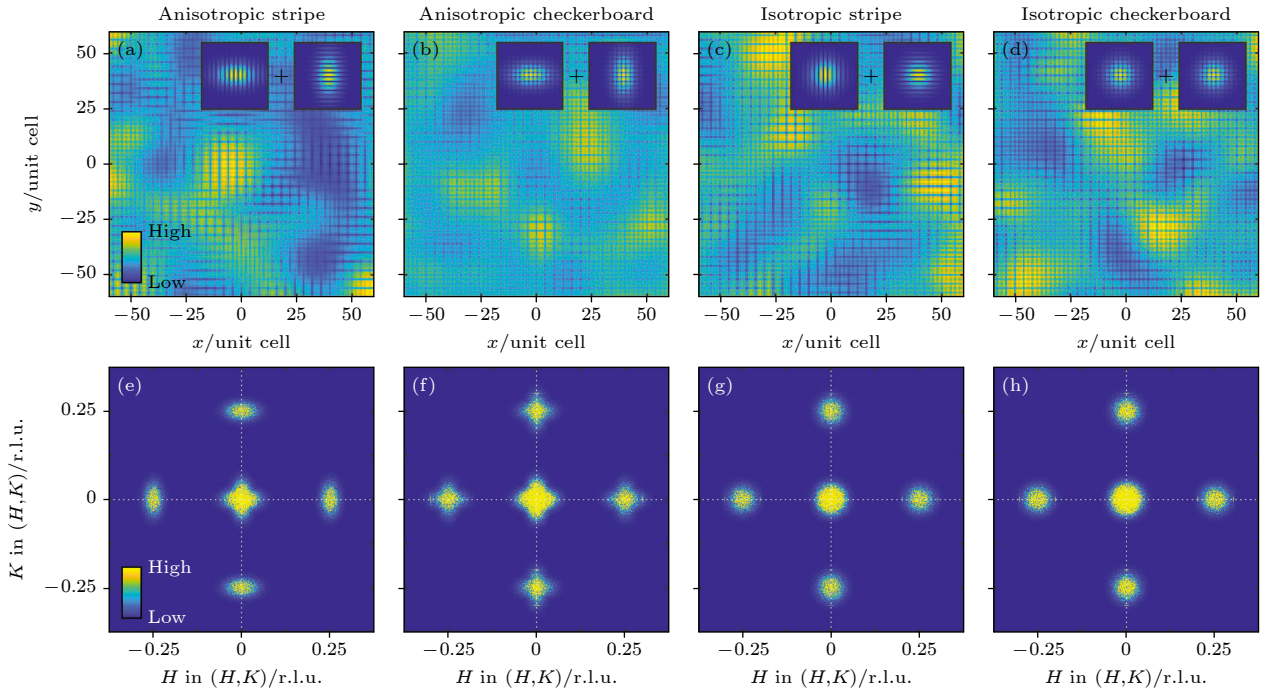 Anisotropic stripe Anisotropic checkerboard Isotropic stripe Isotropic checkerboard
(a) + (b) + (c) + (d) +
50
25
0
−25
−50
y/unit cell
High
Low
−50 −25 0 25 50 −50 −25 0 25 50 −50 −25 0 25 50 −50 −25 0 25 50
x/unit cell x/unit cell x/unit cell x/unit cell
(e) (f) (g) (h)
0.25
0
−0.25
K in (H,K)/r.l.u.
High
Low
−0.25 0 0.25 −0.25 0 0.25 −0.25 0 0.25 −0.25 0 0.25
H in (H,K)/r.l.u. H in (H,K)/r.l.u. H in (H,K)/r.l.u. H in (H,K)/r.l.u.